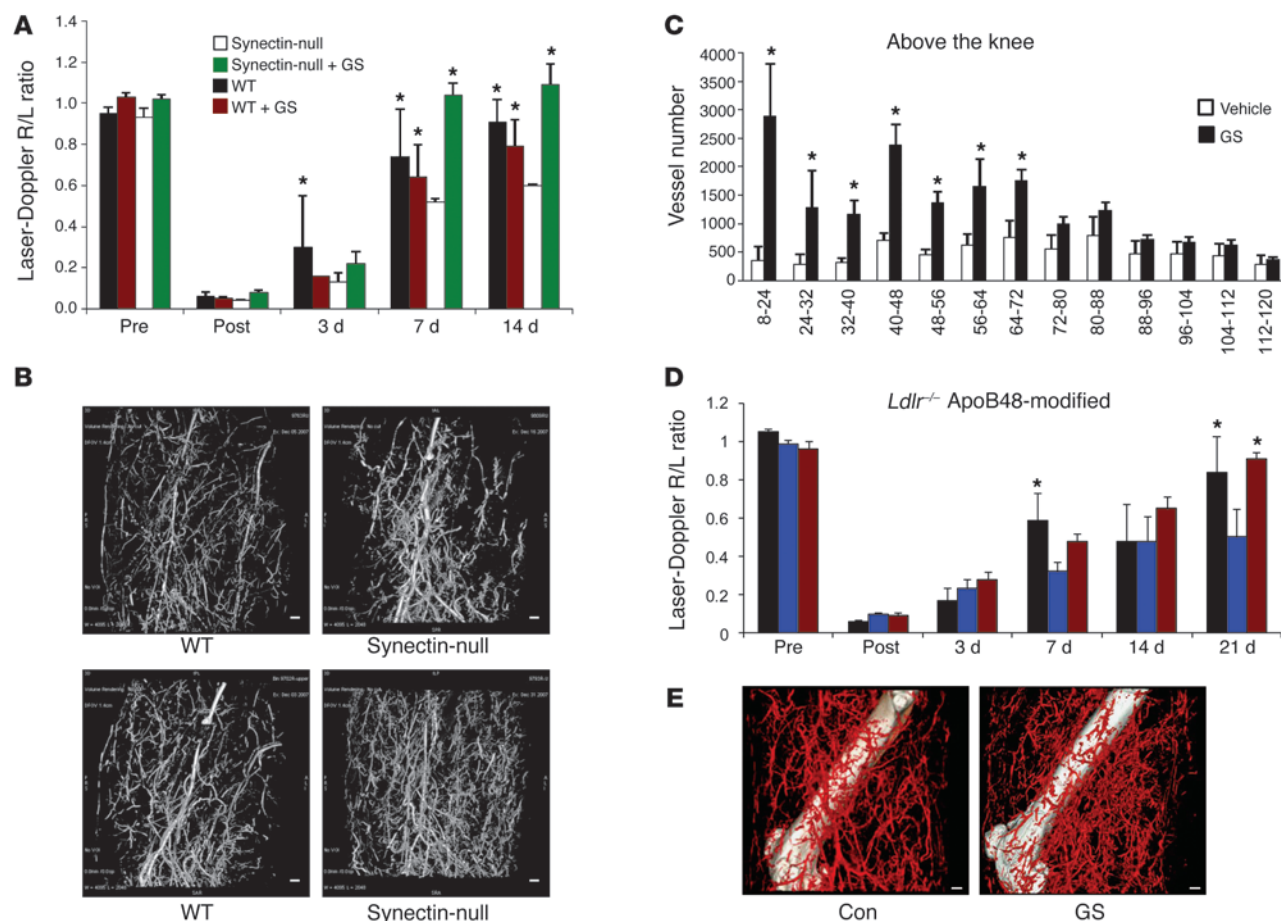 A
Laser-Doppler R/L ratio
1.4
1.2
1.0
0.8
0.6
0.4
0.2
0.0
Synectin-null
Synectin-null + GS
WT
WT + GS
*
*
*
*
*
*
*
Pre
Post
3 d
7 d
14 d
B
WT
Synectin-null
WT
Synectin-null
C
Above the knee
Vessel number
4000
3500
3000
2500
2000
1500
1000
500
0
Vehicle
GS
*
*
*
*
*
*
*
8-24
24-32
32-40
40-48
48-56
56-64
64-72
72-80
80-88
88-96
96-104
104-112
112-120
D
Ldlr–/– ApoB48-modified
Laser-Doppler R/L ratio
1.2
1
0.8
0.6
0.4
0.2
0
*
*
*
Pre
Post
3 d
7 d
14 d
21 d
E
Con
GS